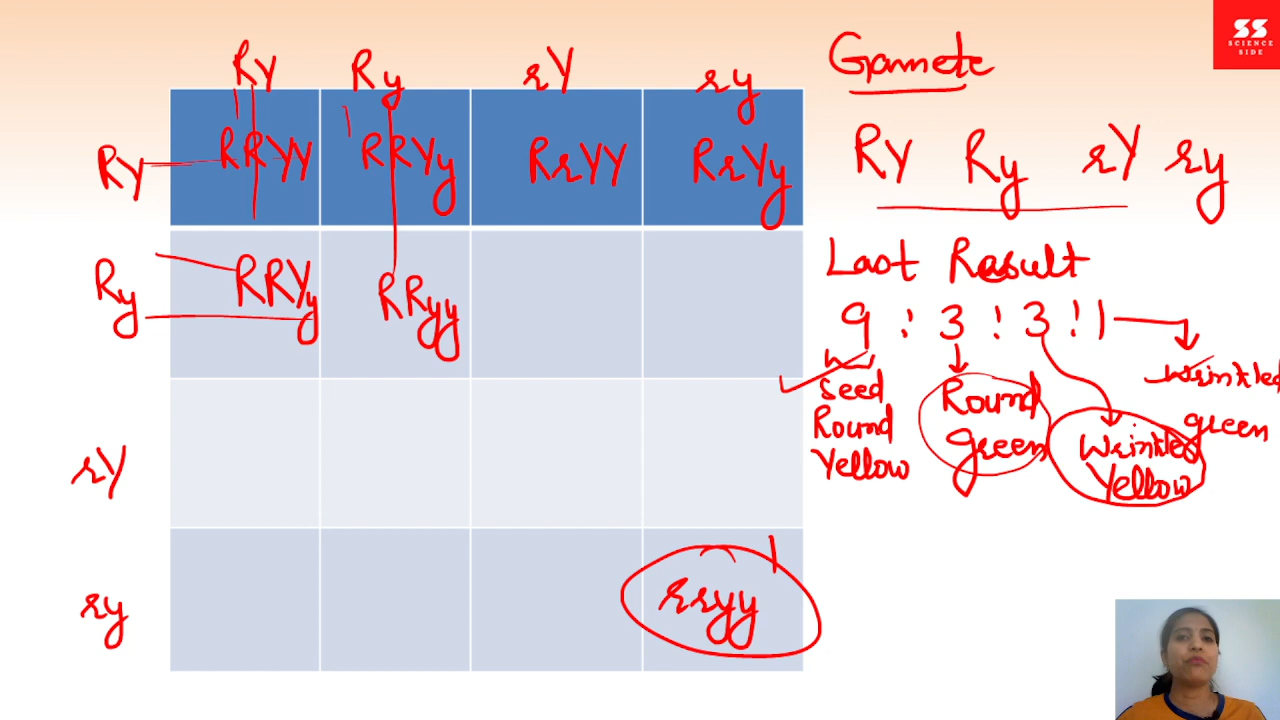 RY Ry rY ry
RY RRYY RRYy RrYY RrYy
Ry RRYy RRyy
rY
ry rryy
SS
SCIENCE
SIDE
Gamete
RY Ry rY ry
Last Result
9 : 3 : 3 : 1
Seed
Round
Yellow
Round
green
Wrinkled
Yellow
Wrinkled
green